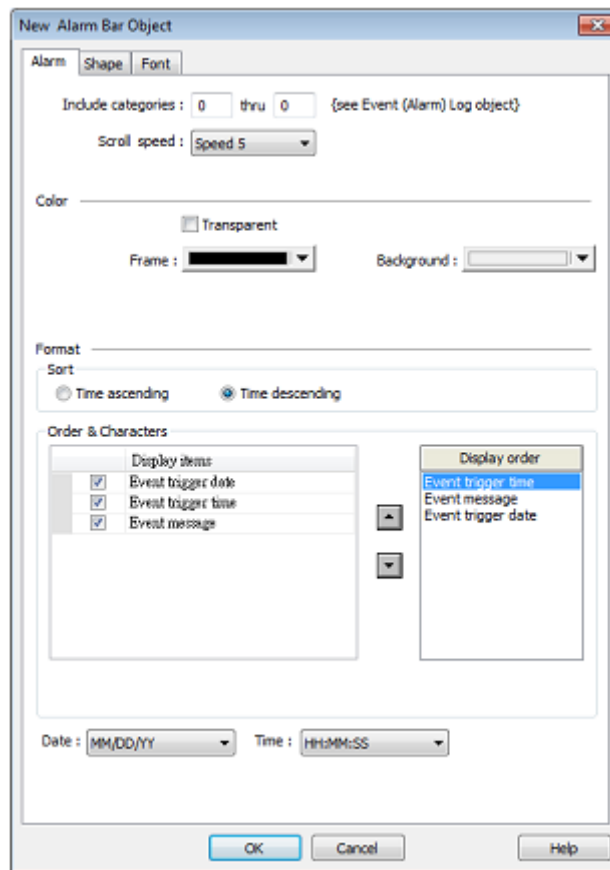 New Alarm Bar Object
Alarm Shape Font
Include categories : 0 thru 0 {see Event (Alarm) Log object}
Scroll speed : Speed 5
Color
Transparent
Frame : Background :
Format
Sort
Time ascending Time descending
Order & Characters
Display items
Event trigger date
Event trigger time
Event message
Display order
Event trigger time
Event message
Event trigger date
Date : MM/DD/YY Time : HH:MM:SS
OK Cancel Help